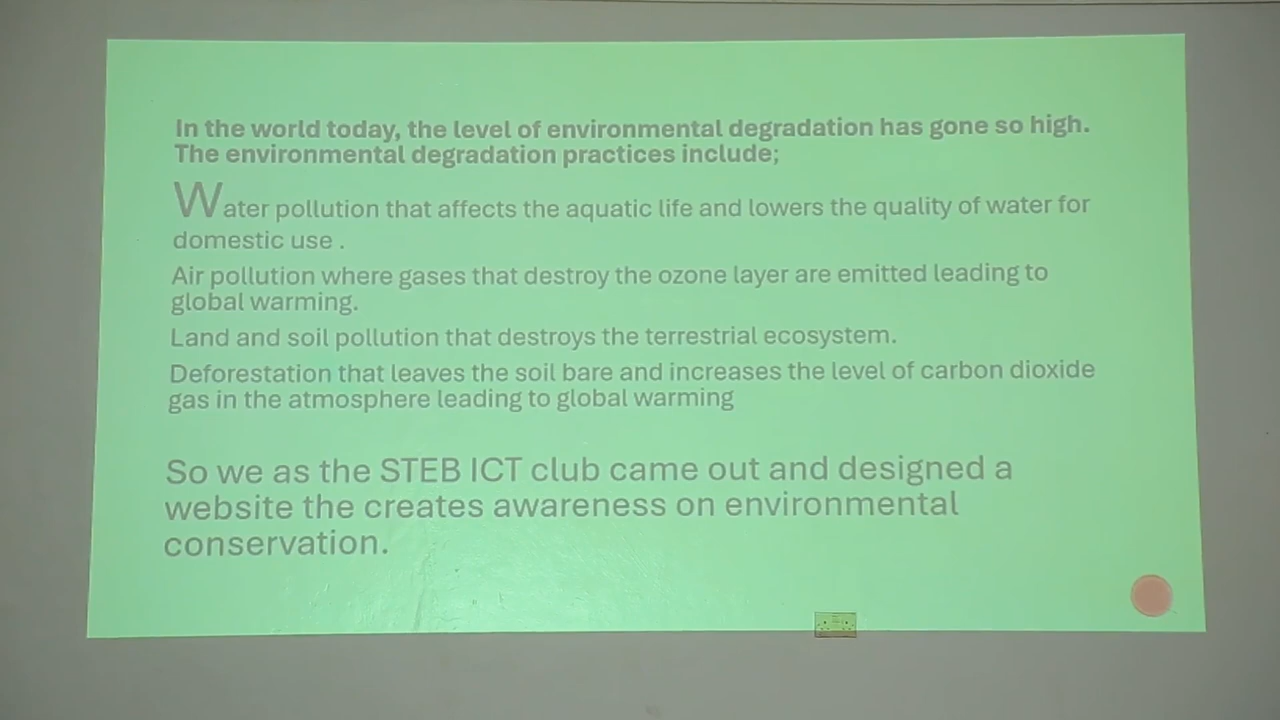 In the world today, the level of environmental degradation has gone so high.
The environmental degradation practices include;
Water pollution that affects the aquatic life and lowers the quality of water for
domestic use .
Air pollution where gases that destroy the ozone layer are emitted leading to
global warming.
Land and soil pollution that destroys the terrestrial ecosystem.
Deforestation that leaves the soil bare and increases the level of carbon dioxide
gas in the atmosphere leading to global warming
So we as the STEB ICT club came out and designed a
website the creates awareness on environmental
conservation.